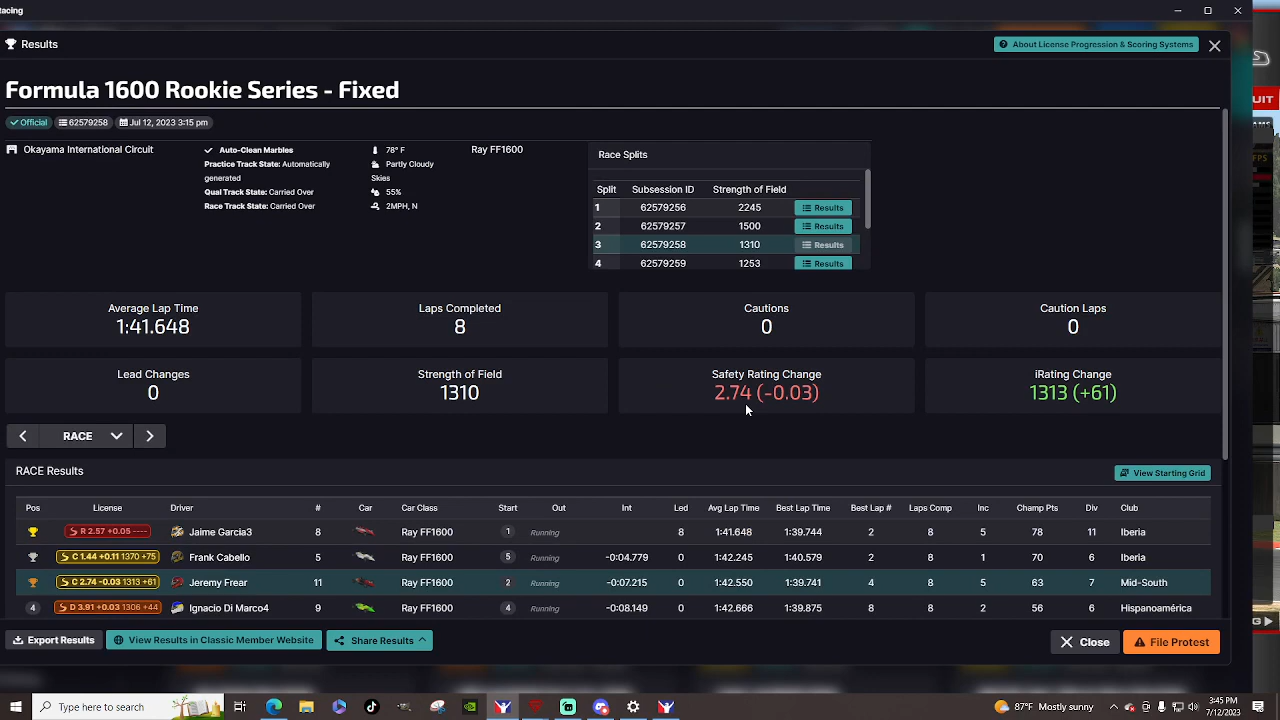 acing
Results
About License Progression & Scoring Systems
Formula 1600 Rookie Series - Fixed
Official 62579258 Jul 12, 2023 3:15 pm
Okayama International Circuit
Auto-Clean Marbles
Practice Track State: Automatically generated
Qual Track State: Carried Over
Race Track State: Carried Over
78° F
Partly Cloudy Skies
55%
2MPH, N
Ray FF1600
Race Splits
Split Subsession ID Strength of Field
1 62579256 2245 Results
2 62579257 1500 Results
3 62579258 1310 Results
4 62579259 1253 Results
Average Lap Time
1:41.648
Laps Completed
8
Cautions
0
Caution Laps
0
Lead Changes
0
Strength of Field
1310
Safety Rating Change
2.74 (-0.03)
iRating Change
1313 (+61)
RACE
RACE Results
View Starting Grid
Pos License Driver # Car Car Class Start Out Int Led Avg Lap Time Best Lap Time Best Lap # Laps Comp Inc Champ Pts Div Club
R 2.57 +0.05 ---- Jaime Garcia3 8 Ray FF1600 1 Running 8 1:41.648 1:39.744 2 8 5 78 11 Iberia
C 1.44 +0.11 1370 +75 Frank Cabello 5 Ray FF1600 5 Running -0:04.779 0 1:42.245 1:40.579 2 8 1 70 6 Iberia
C 2.74 -0.03 1313 +61 Jeremy Frear 11 Ray FF1600 2 Running -0:07.215 0 1:42.550 1:39.741 4 8 5 63 7 Mid-South
4 D 3.91 +0.03 1306 +44 Ignacio Di Marco4 9 Ray FF1600 4 Running -0:08.149 0 1:42.666 1:39.875 8 8 2 56 6 Hispanoamérica
Export Results View Results in Classic Member Website Share Results
Close File Protest
UIT
AMS
FPS
G
Type here to search
97°F Mostly sunny
3:45 PM
7/12/2023